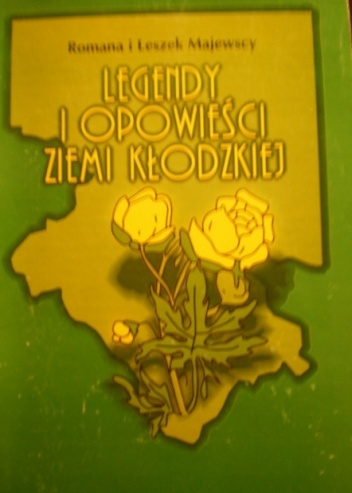 Romana i Leszek Majewscy
LEGENDY
I OPOWIEŚCI
ZIEMI KŁODZKIEJ